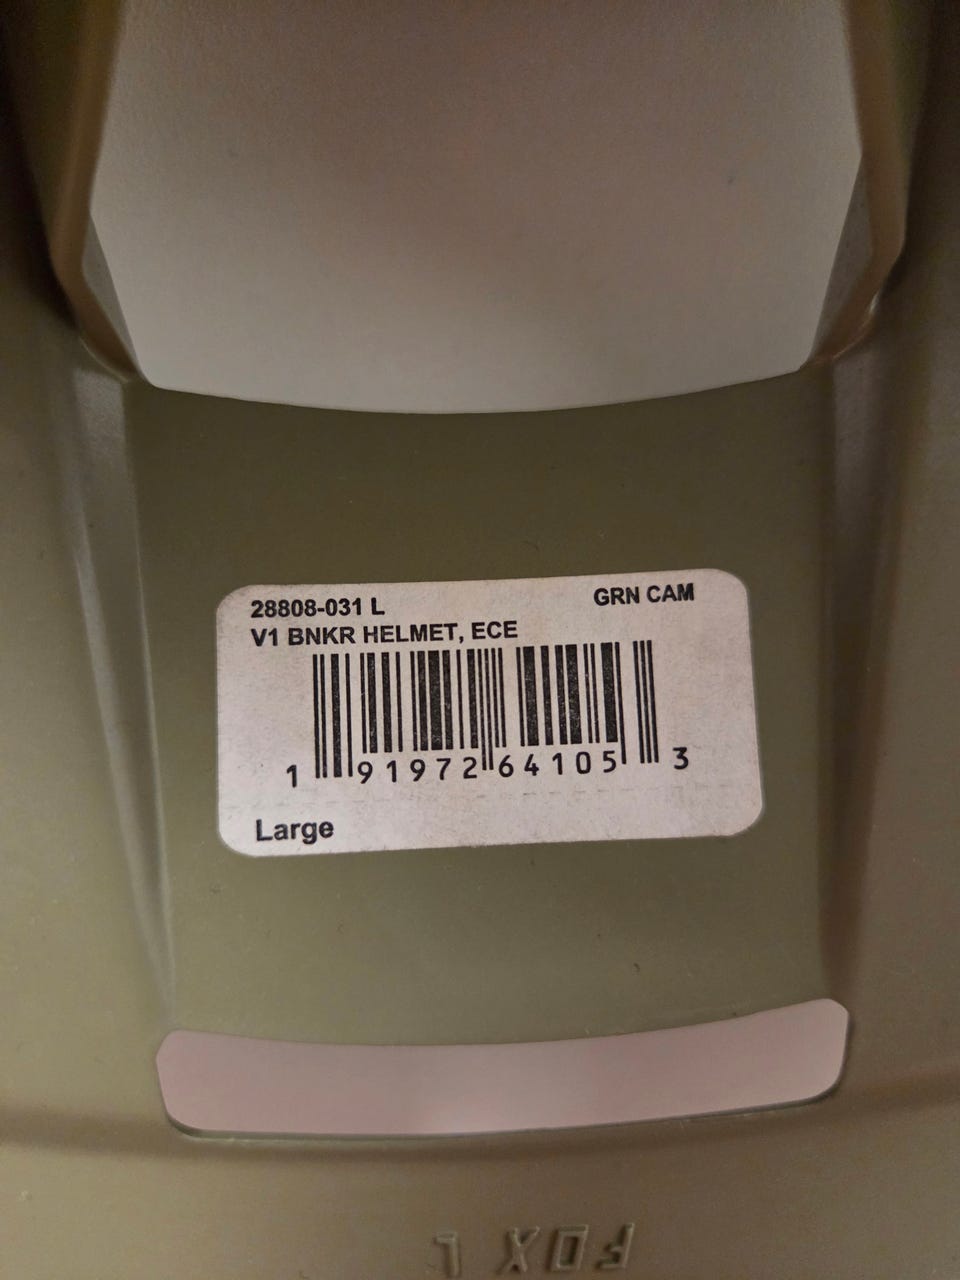 28808-031 L GRN CAM
V1 BNKR HELMET, ECE
1 91972 64105 3
Large
FOX L